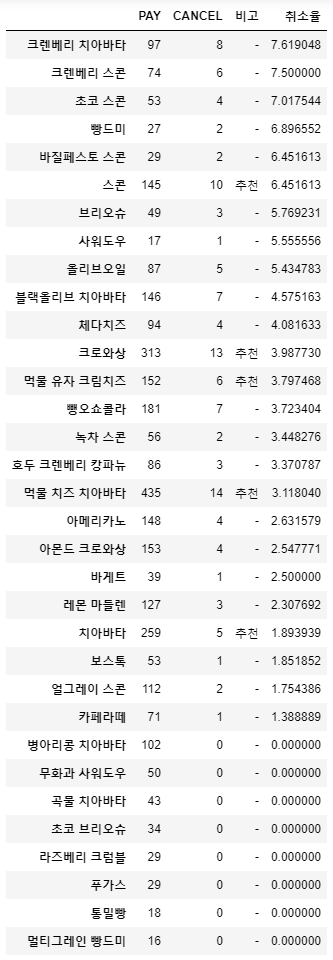 PAY CANCEL 비고 취소율
크렌베리 치아바타 97 8 - 7.619048
크렌베리 스콘 74 6 - 7.500000
초코 스콘 53 4 - 7.017544
빵드미 27 2 - 6.896552
바질페스토 스콘 29 2 - 6.451613
스콘 145 10 추천 6.451613
브리오슈 49 3 - 5.769231
사워도우 17 1 - 5.555556
올리브오일 87 5 - 5.434783
블랙올리브 치아바타 146 7 - 4.575163
체다치즈 94 4 - 4.081633
크로와상 313 13 추천 3.987730
먹물 유자 크림치즈 152 6 추천 3.797468
뺑오쇼콜라 181 7 - 3.723404
녹차 스콘 56 2 - 3.448276
호두 크렌베리 캉파뉴 86 3 - 3.370787
먹물 치즈 치아바타 435 14 추천 3.118040
아메리카노 148 4 - 2.631579
아몬드 크로와상 153 4 - 2.547771
바게트 39 1 - 2.500000
레몬 마들렌 127 3 - 2.307692
치아바타 259 5 추천 1.893939
보스톡 53 1 - 1.851852
얼그레이 스콘 112 2 - 1.754386
카페라떼 71 1 - 1.388889
병아리콩 치아바타 102 0 - 0.000000
무화과 사워도우 50 0 - 0.000000
곡물 치아바타 43 0 - 0.000000
초코 브리오슈 34 0 - 0.000000
라즈베리 크럼블 29 0 - 0.000000
푸가스 29 0 - 0.000000
통밀빵 18 0 - 0.000000
멀티그레인 빵드미 16 0 - 0.000000